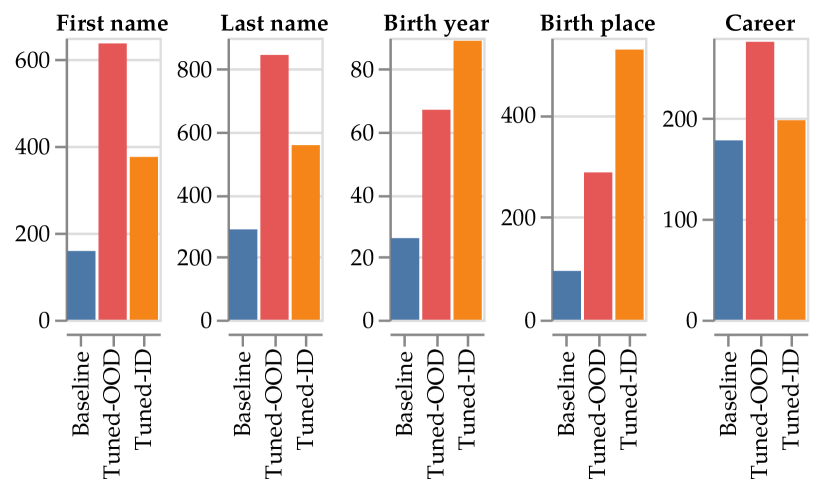 First name Last name Birth year Birth place Career
600 800 80 400 200
400 600 60 200 100
200 400 40 0 0
0 200 20
0 0
Baseline Tuned-OOD Tuned-ID Baseline Tuned-OOD Tuned-ID Baseline Tuned-OOD Tuned-ID Baseline Tuned-OOD Tuned-ID Baseline Tuned-OOD Tuned-ID